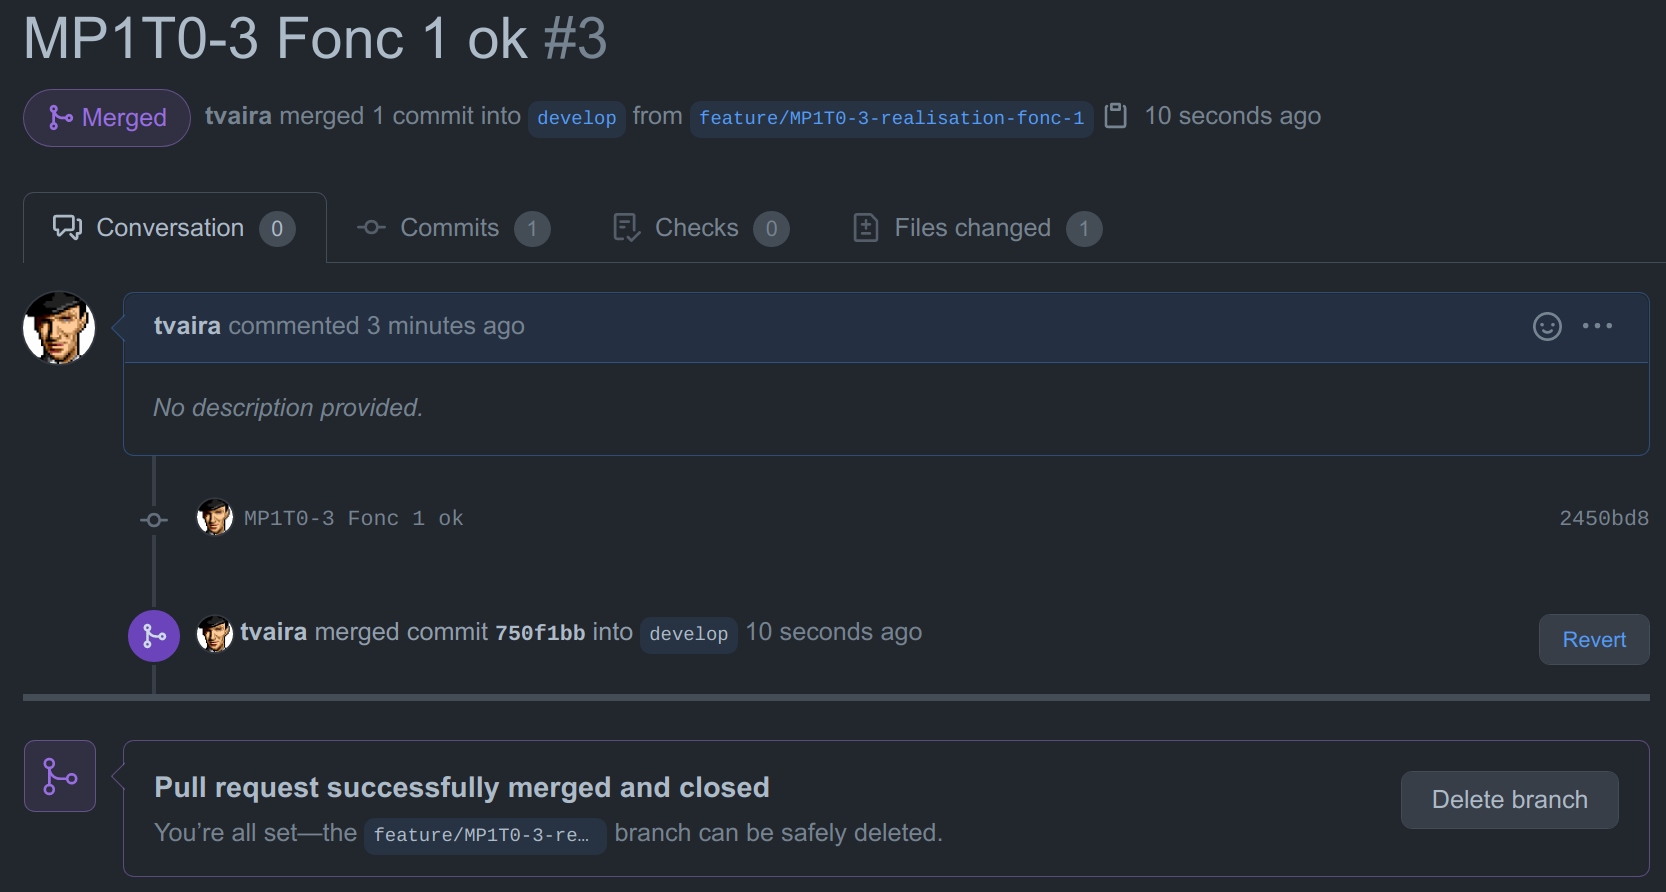 MP1T0-3 Fonc 1 ok #3
Merged tvaira merged 1 commit into develop from feature/MP1T0-3-realisation-fonc-1 10 seconds ago
Conversation 0 Commits 1 Checks 0 Files changed 1
tvaira commented 3 minutes ago
No description provided.
MP1T0-3 Fonc 1 ok 2450bd8
tvaira merged commit 750f1bb into develop 10 seconds ago Revert
Pull request successfully merged and closed
You’re all set—the feature/MP1T0-3-re… branch can be safely deleted.
Delete branch